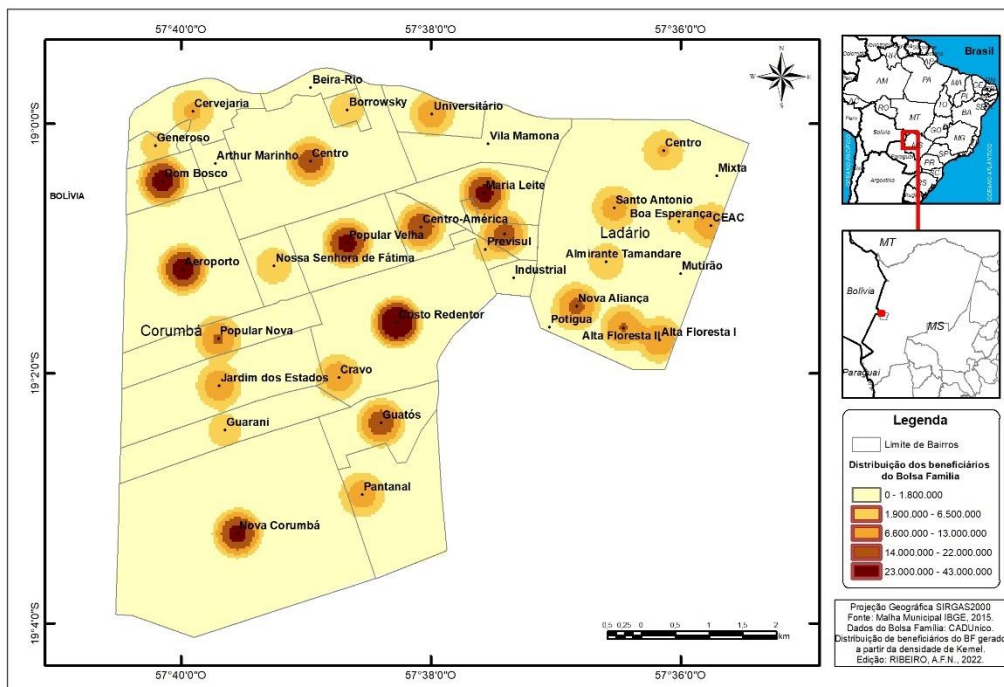 57°40'0"O
57°38'0"O
57°36'0"O
19°0'0"S
19°2'0"S
19°4'0"S
N
BOLÍVIA
Beira-Rio
Cervejaria
Borrowsky
Universitário
Generoso
Arthur Marinho
Centro
Vila Mamona
Centro
Dom Bosco
Mixta
Maria Leite
Santo Antonio
Boa Esperança
Centro-América
CEAC
Ladário
Popular Velha
Previsul
Aeroporto
Nossa Senhora de Fátima
Almirante Tamandare
Industrial
Mutirão
Nova Aliança
Custo Redentor
Potigua
Corumbá
Popular Nova
Alta Floresta II
Alta Floresta I
Jardim dos Estados
Cravo
Guarani
Guatós
Pantanal
Nova Corumbá
0,5 0,25 0 0,5 1 1,5 2
km
Brasil
AM
PA
MA
RO
MT
TO
BA
Bolívia
GO
MG
MS
SP
Paraguai
PR
Argentina
RS
OCEANO PACÍFICO
OCEANO ATLÂNTICO
MT
Bolívia
MS
Paraguai
Legenda
Limite de Bairros
Distribuição dos beneficiários
do Bolsa Família
0 - 1.800.000
1.900.000 - 6.500.000
6.600.000 - 13.000.000
14.000.000 - 22.000.000
23.000.000 - 43.000.000
Projeção Geográfica SIRGAS2000
Fonte: Malha Municipal IBGE, 2015.
Dados do Bolsa Família: CADUnico.
Distribuição de beneficiários do BF gerado
a partir da densidade de Kernel.
Edição: RIBEIRO, A.F.N., 2022.